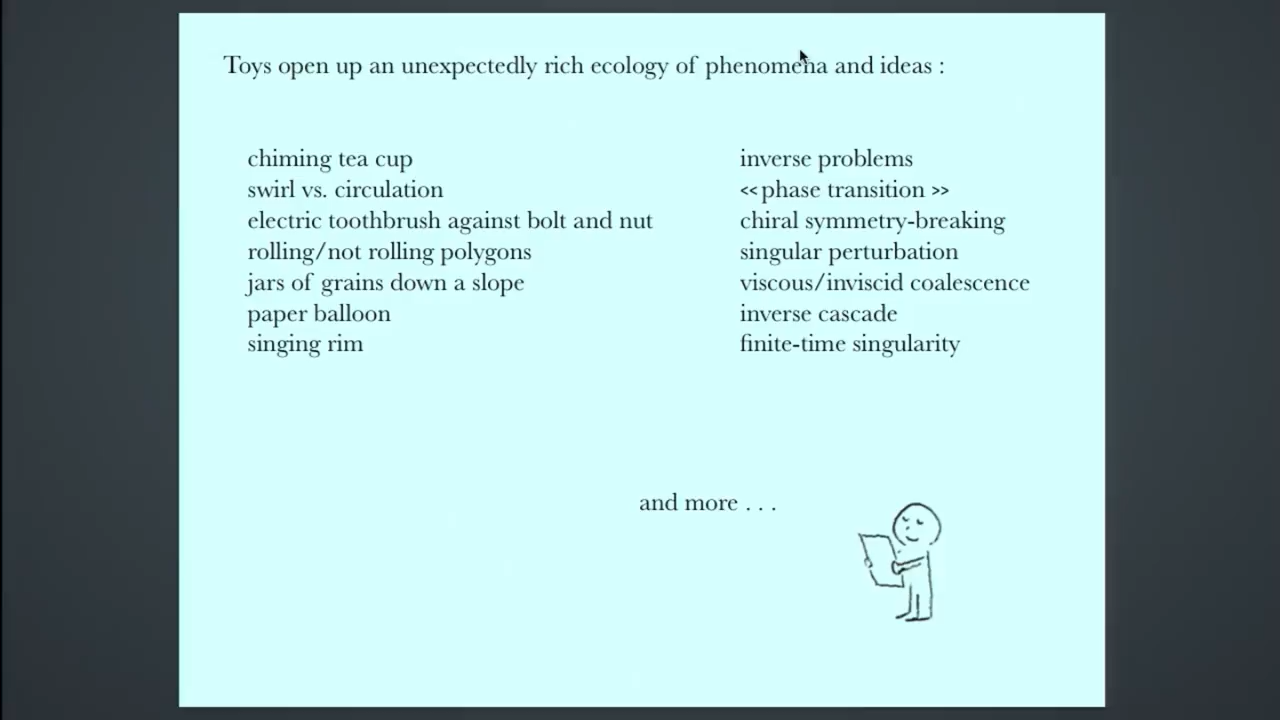 Toys open up an unexpectedly rich ecology of phenomena and ideas :
chiming tea cup
swirl vs. circulation
electric toothbrush against bolt and nut
rolling/not rolling polygons
jars of grains down a slope
paper balloon
singing rim
inverse problems
<<phase transition >>
chiral symmetry-breaking
singular perturbation
viscous/inviscid coalescence
inverse cascade
finite-time singularity
and more . . .